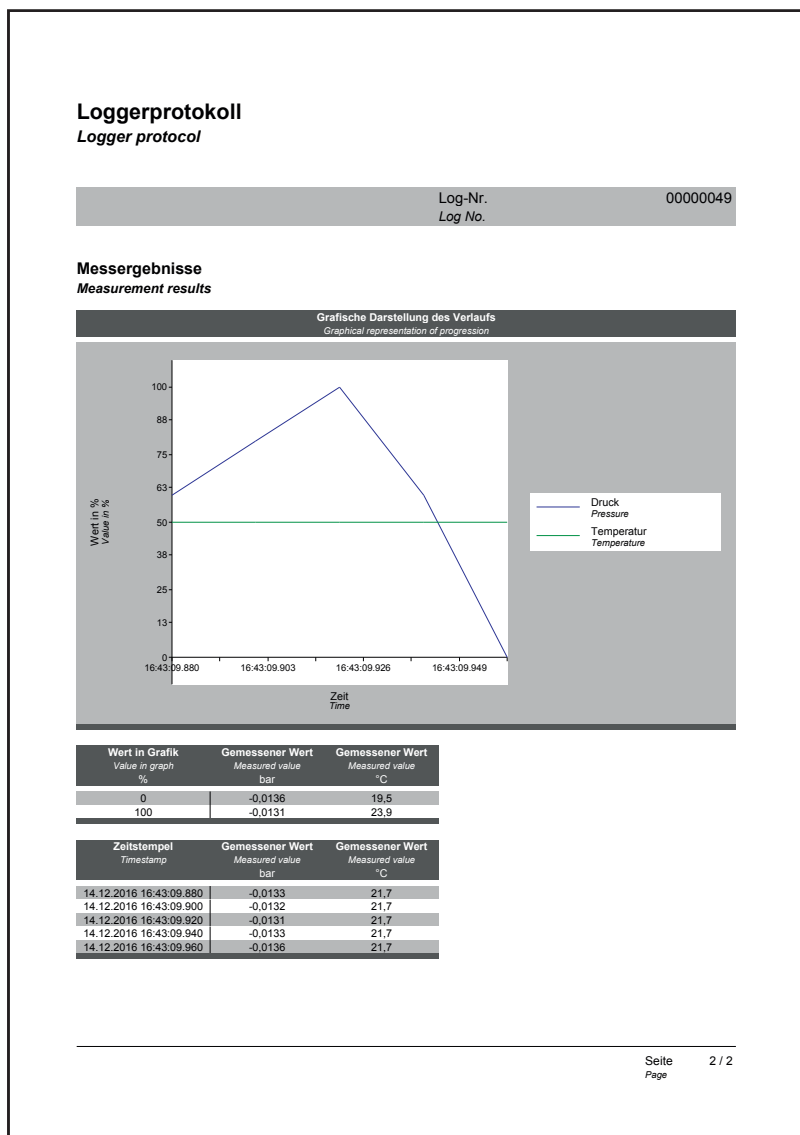 Loggerprotokoll
Logger protocol
Log-Nr. 00000049
Log No.
Messergebnisse
Measurement results
Grafische Darstellung des Verlaufs
Graphical representation of progression
Wert in %
Value in %
100
88
75
63
50
38
25
13
0
16:43:09.880 16:43:09.903 16:43:09.926 16:43:09.949
Zeit
Time
Druck
Pressure
Temperatur
Temperature
Wert in Grafik Gemessener Wert Gemessener Wert
Value in graph Measured value Measured value
% bar °C
0 -0,0136 19,5
100 -0,0131 23,9
Zeitstempel Gemessener Wert Gemessener Wert
Timestamp Measured value Measured value
bar °C
14.12.2016 16:43:09.880 -0,0133 21,7
14.12.2016 16:43:09.900 -0,0132 21,7
14.12.2016 16:43:09.920 -0,0131 21,7
14.12.2016 16:43:09.940 -0,0133 21,7
14.12.2016 16:43:09.960 -0,0136 21,7
Seite 2 / 2
Page